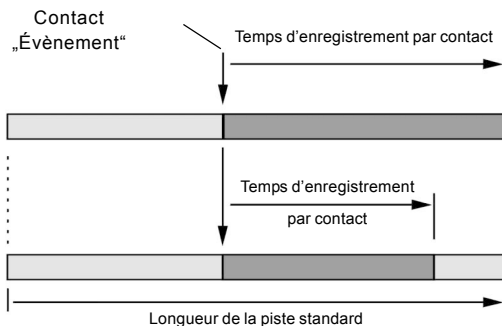 Contact
„Évènement“
Temps d’enregistrement par contact
Temps d’enregistrement
par contact
Longueur de la piste standard